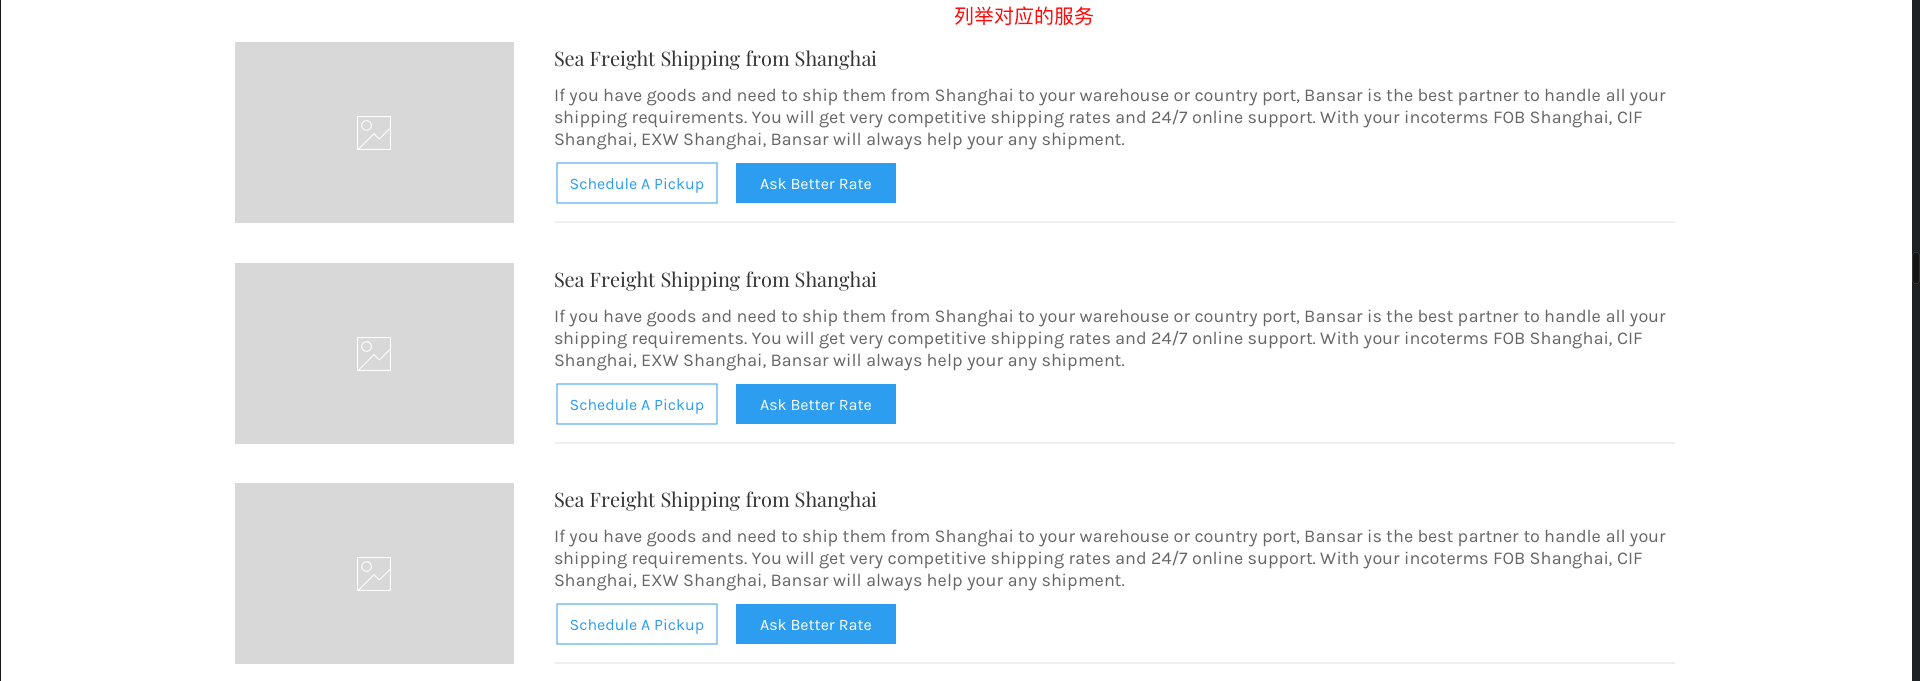 列举对应的服务
Sea Freight Shipping from Shanghai
If you have goods and need to ship them from Shanghai to your warehouse or country port, Bansar is the best partner to handle all your
shipping requirements. You will get very competitive shipping rates and 24/7 online support. With your incoterms FOB Shanghai, CIF
Shanghai, EXW Shanghai, Bansar will always help your any shipment.
Schedule A Pickup Ask Better Rate
Sea Freight Shipping from Shanghai
If you have goods and need to ship them from Shanghai to your warehouse or country port, Bansar is the best partner to handle all your
shipping requirements. You will get very competitive shipping rates and 24/7 online support. With your incoterms FOB Shanghai, CIF
Shanghai, EXW Shanghai, Bansar will always help your any shipment.
Schedule A Pickup Ask Better Rate
Sea Freight Shipping from Shanghai
If you have goods and need to ship them from Shanghai to your warehouse or country port, Bansar is the best partner to handle all your
shipping requirements. You will get very competitive shipping rates and 24/7 online support. With your incoterms FOB Shanghai, CIF
Shanghai, EXW Shanghai, Bansar will always help your any shipment.
Schedule A Pickup Ask Better Rate